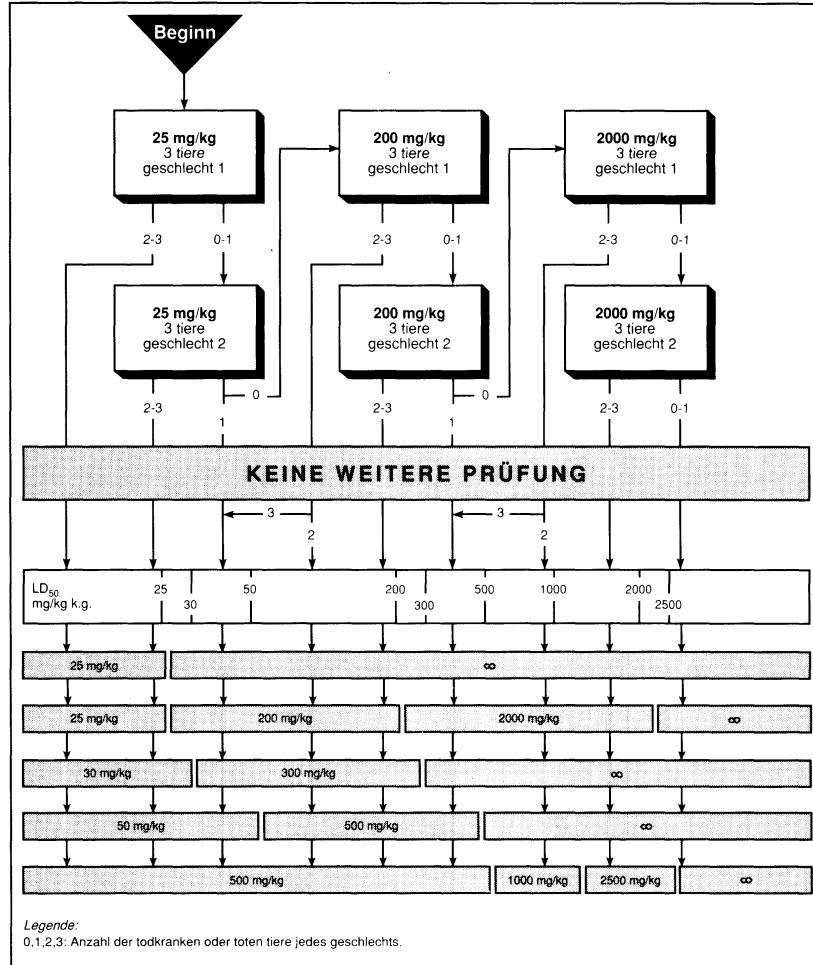 Beginn
25 mg/kg
3 tiere
geschlecht 1
200 mg/kg
3 tiere
geschlecht 1
2000 mg/kg
3 tiere
geschlecht 1
2-3 0-1 2-3 0-1 2-3 0-1
25 mg/kg
3 tiere
geschlecht 2
200 mg/kg
3 tiere
geschlecht 2
2000 mg/kg
3 tiere
geschlecht 2
0 0
2-3 1 2-3 1 2-3 0-1
KEINE WEITERE PRÜFUNG
3 3
2 2
LD50 25 50 200 500 1000 2000
mg/kg k.g. 30 300 2500
25 mg/kg ∞
25 mg/kg 200 mg/kg 2000 mg/kg ∞
30 mg/kg 300 mg/kg ∞
50 mg/kg 500 mg/kg ∞
500 mg/kg 1000 mg/kg 2500 mg/kg ∞
Legende:
0,1,2,3: Anzahl der todkranken oder toten tiere jedes geschlechts.